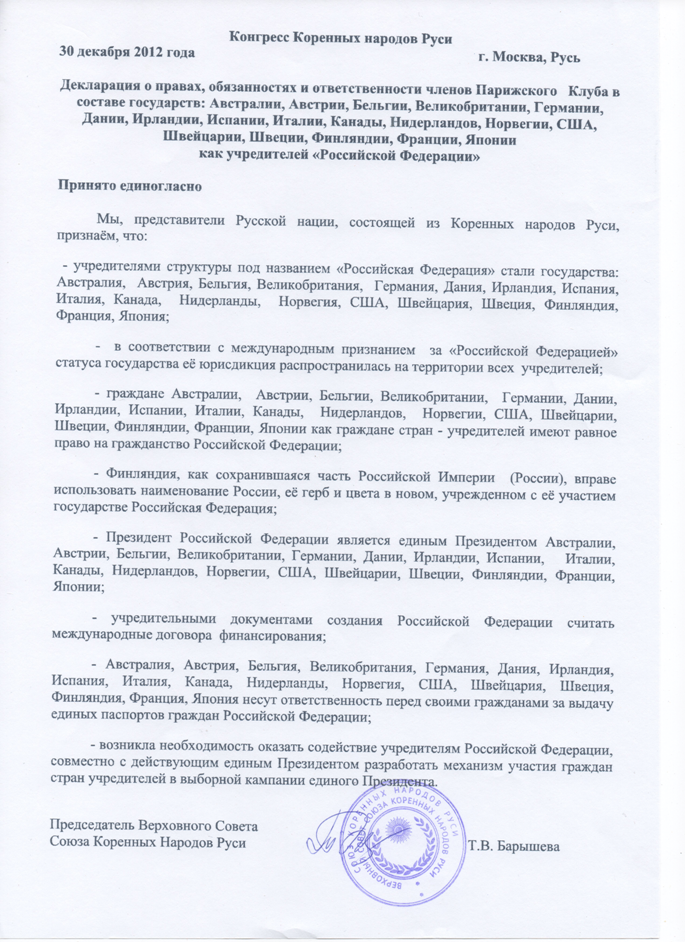 Конгресс Коренных народов Руси
30 декабря 2012 года
г. Москва, Русь
Декларация о правах, обязанностях и ответственности членов Парижского Клуба в
составе государств: Австралии, Австрии, Бельгии, Великобритании, Германии,
Дании, Ирландии, Испании, Италии, Канады, Нидерландов, Норвегии, США,
Швейцарии, Швеции, Финляндии, Франции, Японии
как учредителей «Российской Федерации»
Принято единогласно
Мы, представители Русской нации, состоящей из Коренных народов Руси,
признаём, что:
- учредителями структуры под названием «Российская Федерация» стали государства:
Австралия, Австрия, Бельгия, Великобритания, Германия, Дания, Ирландия, Испания,
Италия, Канада, Нидерланды, Норвегия, США, Швейцария, Швеция, Финляндия,
Франция, Япония;
- в соответствии с международным признанием за «Российской Федерацией»
статуса государства её юрисдикция распространилась на территории всех учредителей;
- граждане Австралии, Австрии, Бельгии, Великобритании, Германии, Дании,
Ирландии, Испании, Италии, Канады, Нидерландов, Норвегии, США, Швейцарии,
Швеции, Финляндии, Франции, Японии как граждане стран - учредителей имеют равное
право на гражданство Российской Федерации;
- Финляндия, как сохранившаяся часть Российской Империи (России), вправе
использовать наименование России, её герб и цвета в новом, учрежденном с её участием
государстве Российская Федерация;
- Президент Российской Федерации является единым Президентом Австралии,
Австрии, Бельгии, Великобритании, Германии, Дании, Ирландии, Испании, Италии,
Канады, Нидерландов, Норвегии, США, Швейцарии, Швеции, Финляндии, Франции,
Японии;
- учредительными документами создания Российской Федерации считать
международные договора финансирования;
- Австралия, Австрия, Бельгия, Великобритания, Германия, Дания, Ирландия,
Испания, Италия, Канада, Нидерланды, Норвегия, США, Швейцария, Швеция,
Финляндия, Франция, Япония несут ответственность перед своими гражданами за выдачу
единых паспортов граждан Российской Федерации;
- возникла необходимость оказать содействие учредителям Российской Федерации,
совместно с действующим единым Президентом разработать механизм участия граждан
стран учредителей в выборной кампании единого Президента.
Председатель Верховного Совета
Союза Коренных Народов Руси
Т.В. Барышева
СОЮЗ КОРЕННЫХ НАРОДОВ РУСИ
ВЕРХОВНЫЙ СОВЕТ СОЮЗА КОРЕННЫХ НАРОДОВ РУСИ